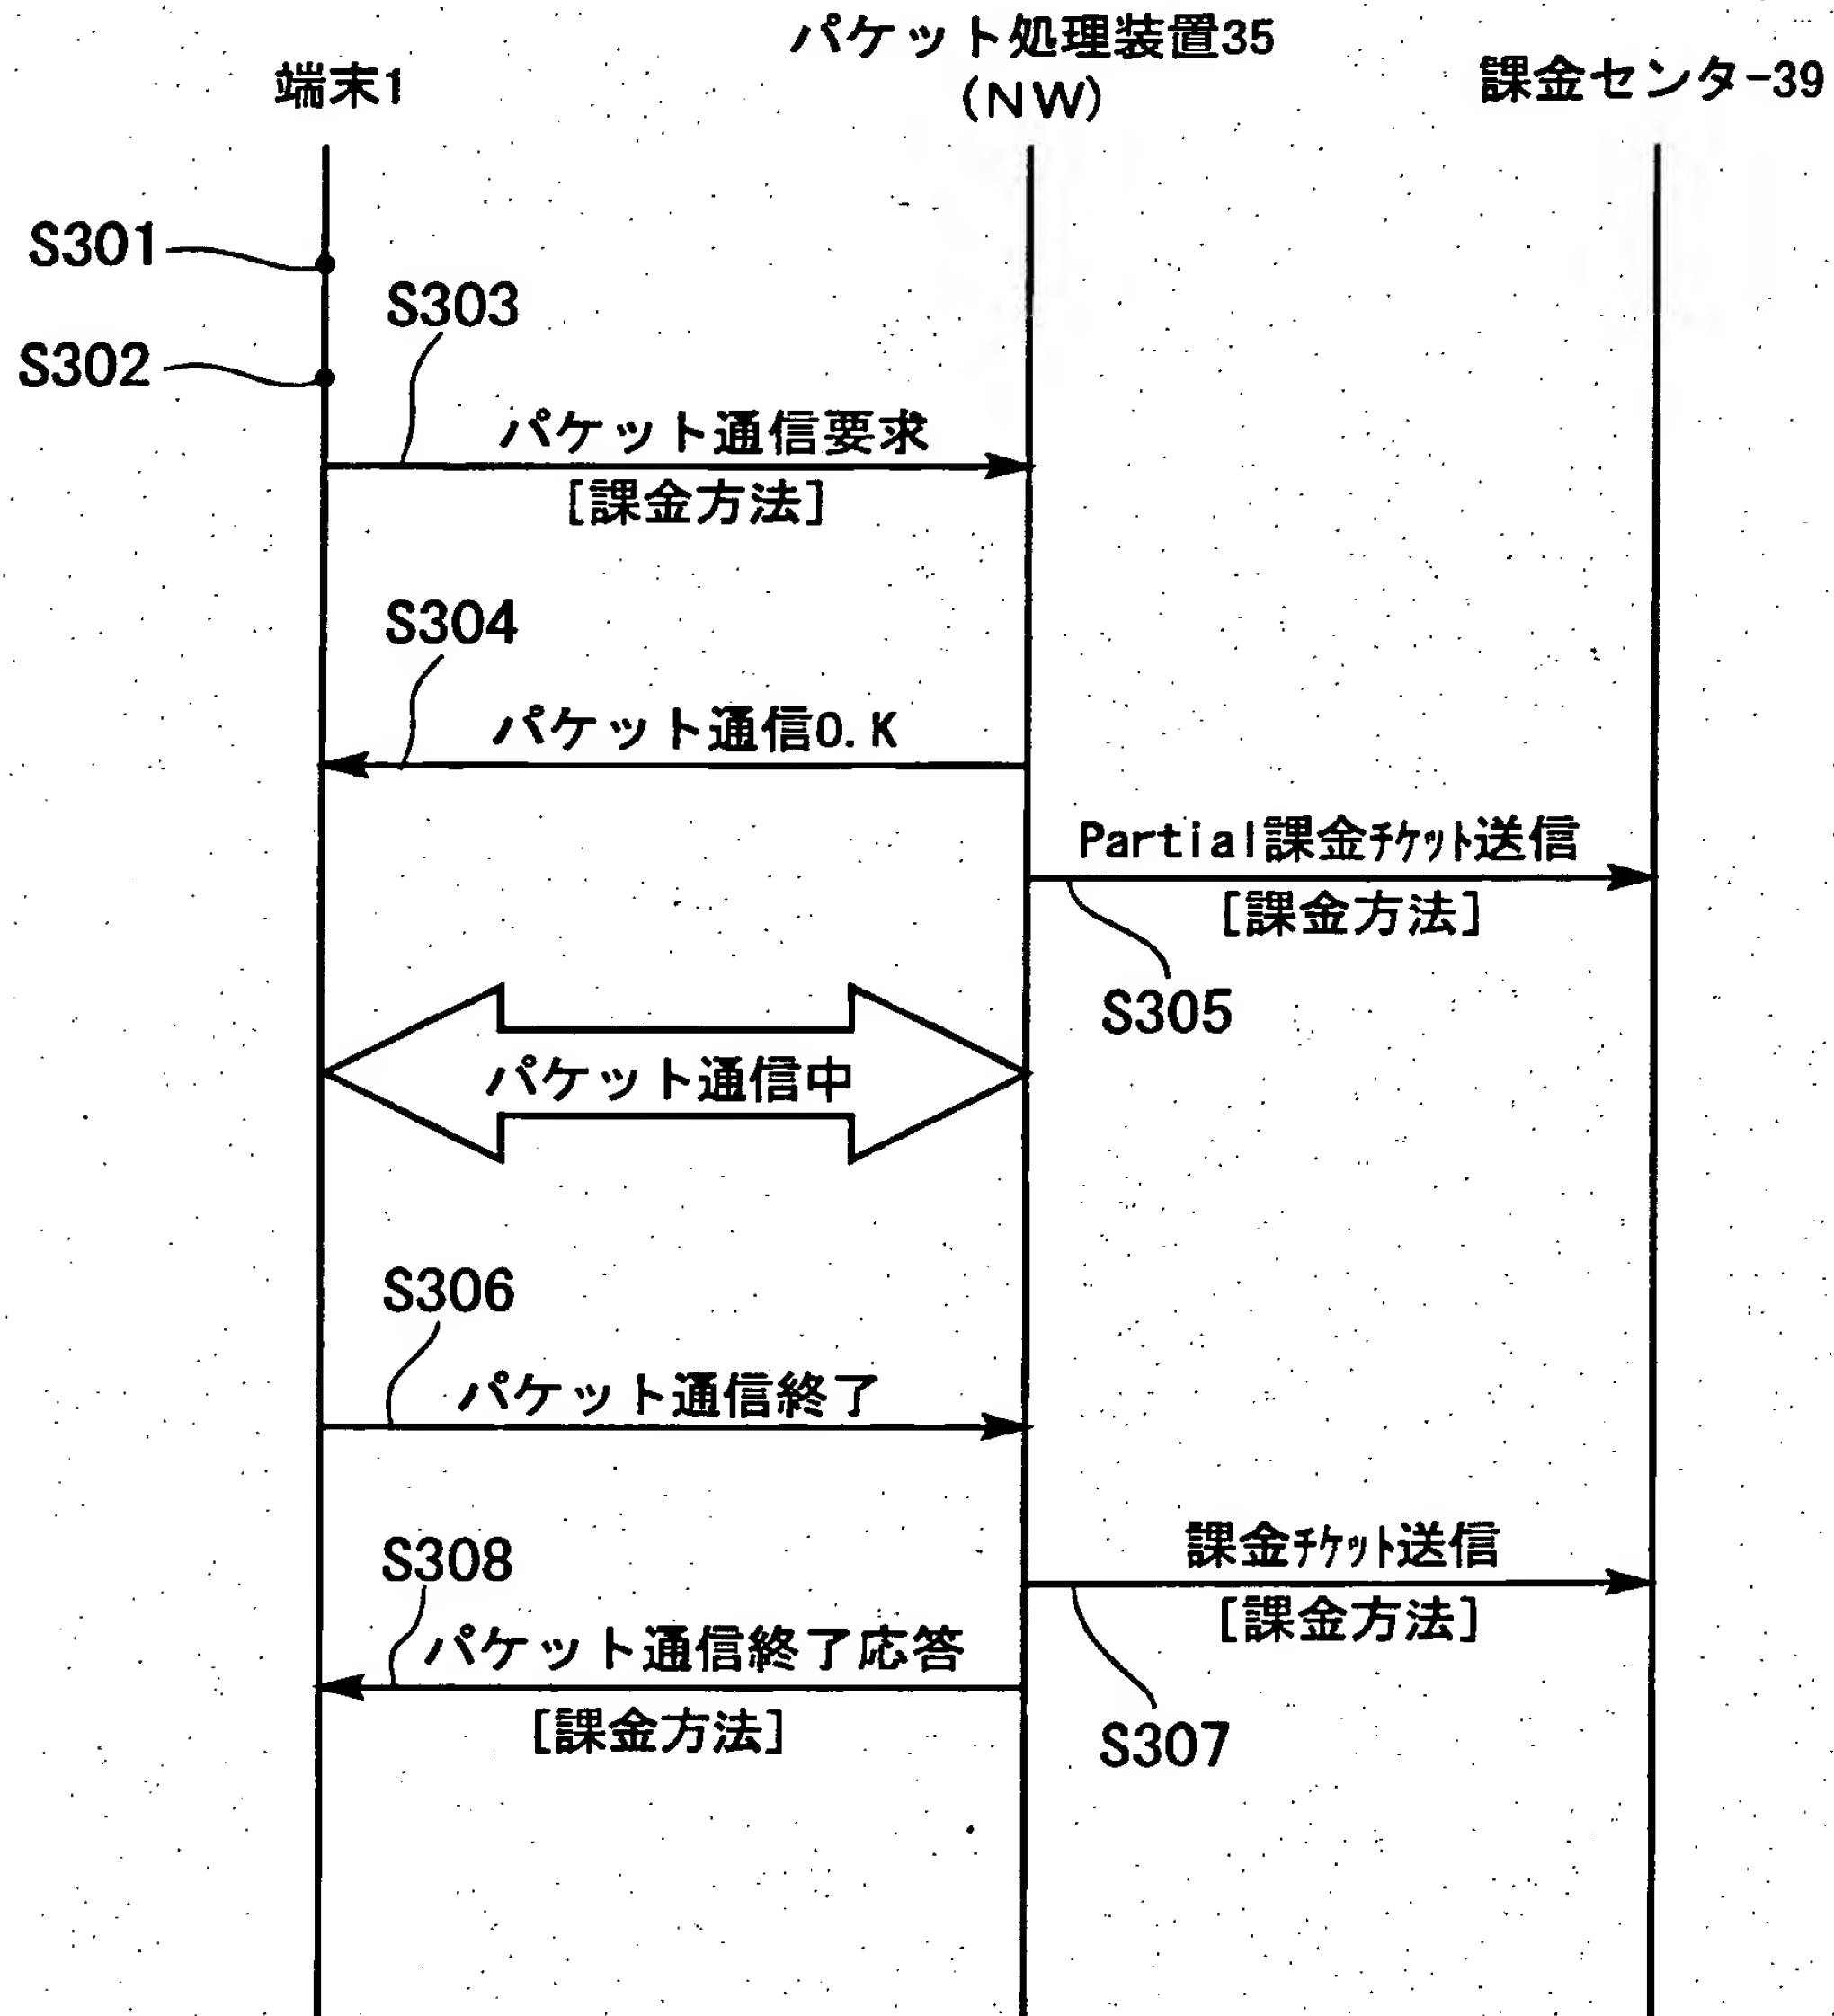 パケット処理装置35
(NW)
端末1
課金センター39
S301
S303
S302
パケット通信要求
[課金方法]
S304
パケット通信O.K
Partial課金ﾁｹｯﾄ送信
[課金方法]
S305
パケット通信中
S306
パケット通信終了
課金ﾁｹｯﾄ送信
[課金方法]
S308
パケット通信終了応答
[課金方法]
S307